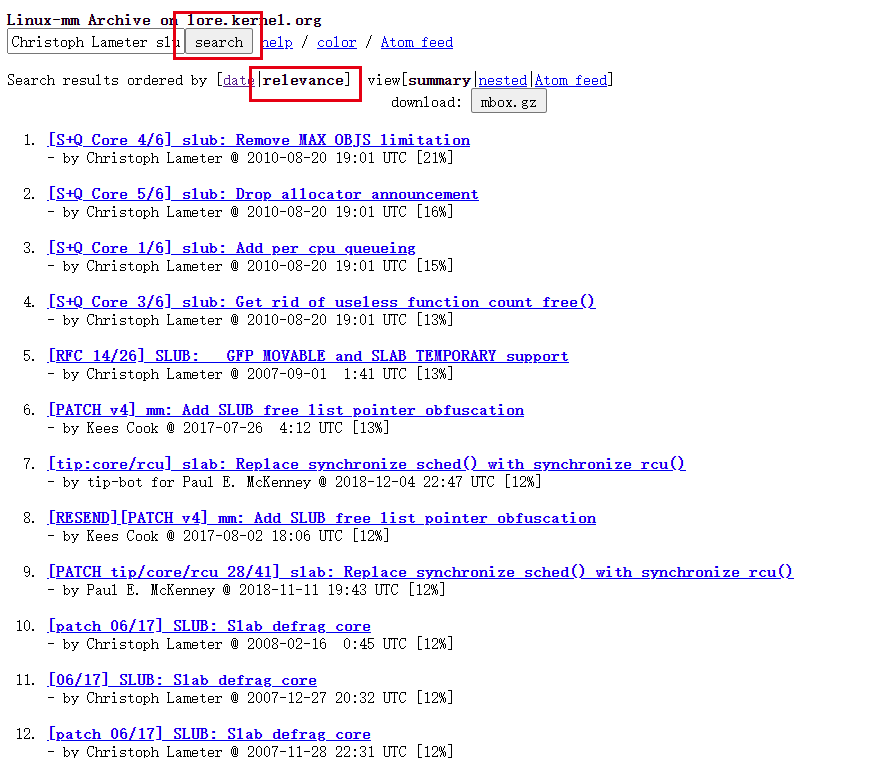 Linux-mm Archive on lore.kernel.org
Christoph Lameter slu search help / color / Atom feed
Search results ordered by [date|relevance] view[summary|nested|Atom feed]
download: mbox.gz
1. [S+Q Core 4/6] slub: Remove MAX OBJS limitation
- by Christoph Lameter @ 2010-08-20 19:01 UTC [21%]
2. [S+Q Core 5/6] slub: Drop allocator announcement
- by Christoph Lameter @ 2010-08-20 19:01 UTC [16%]
3. [S+Q Core 1/6] slub: Add per cpu queueing
- by Christoph Lameter @ 2010-08-20 19:01 UTC [15%]
4. [S+Q Core 3/6] slub: Get rid of useless function count_free()
- by Christoph Lameter @ 2010-08-20 19:01 UTC [13%]
5. [RFC 14/26] SLUB: __GFP_MOVABLE and SLAB_TEMPORARY support
- by Christoph Lameter @ 2007-09-01 1:41 UTC [13%]
6. [PATCH v4] mm: Add SLUB free list pointer obfuscation
- by Kees Cook @ 2017-07-26 4:12 UTC [13%]
7. [tip:core/rcu] slab: Replace synchronize_sched() with synchronize_rcu()
- by tip-bot for Paul E. McKenney @ 2018-12-04 22:47 UTC [12%]
8. [RESEND][PATCH v4] mm: Add SLUB free list pointer obfuscation
- by Kees Cook @ 2017-08-02 18:06 UTC [12%]
9. [PATCH tip/core/rcu 28/41] slab: Replace synchronize_sched() with synchronize_rcu()
- by Paul E. McKenney @ 2018-11-11 19:43 UTC [12%]
10. [patch 06/17] SLUB: Slab defrag core
- by Christoph Lameter @ 2008-02-16 0:45 UTC [12%]
11. [06/17] SLUB: Slab defrag core
- by Christoph Lameter @ 2007-12-27 20:32 UTC [12%]
12. [patch 06/17] SLUB: Slab defrag core
- by Christoph Lameter @ 2007-11-28 22:31 UTC [12%]